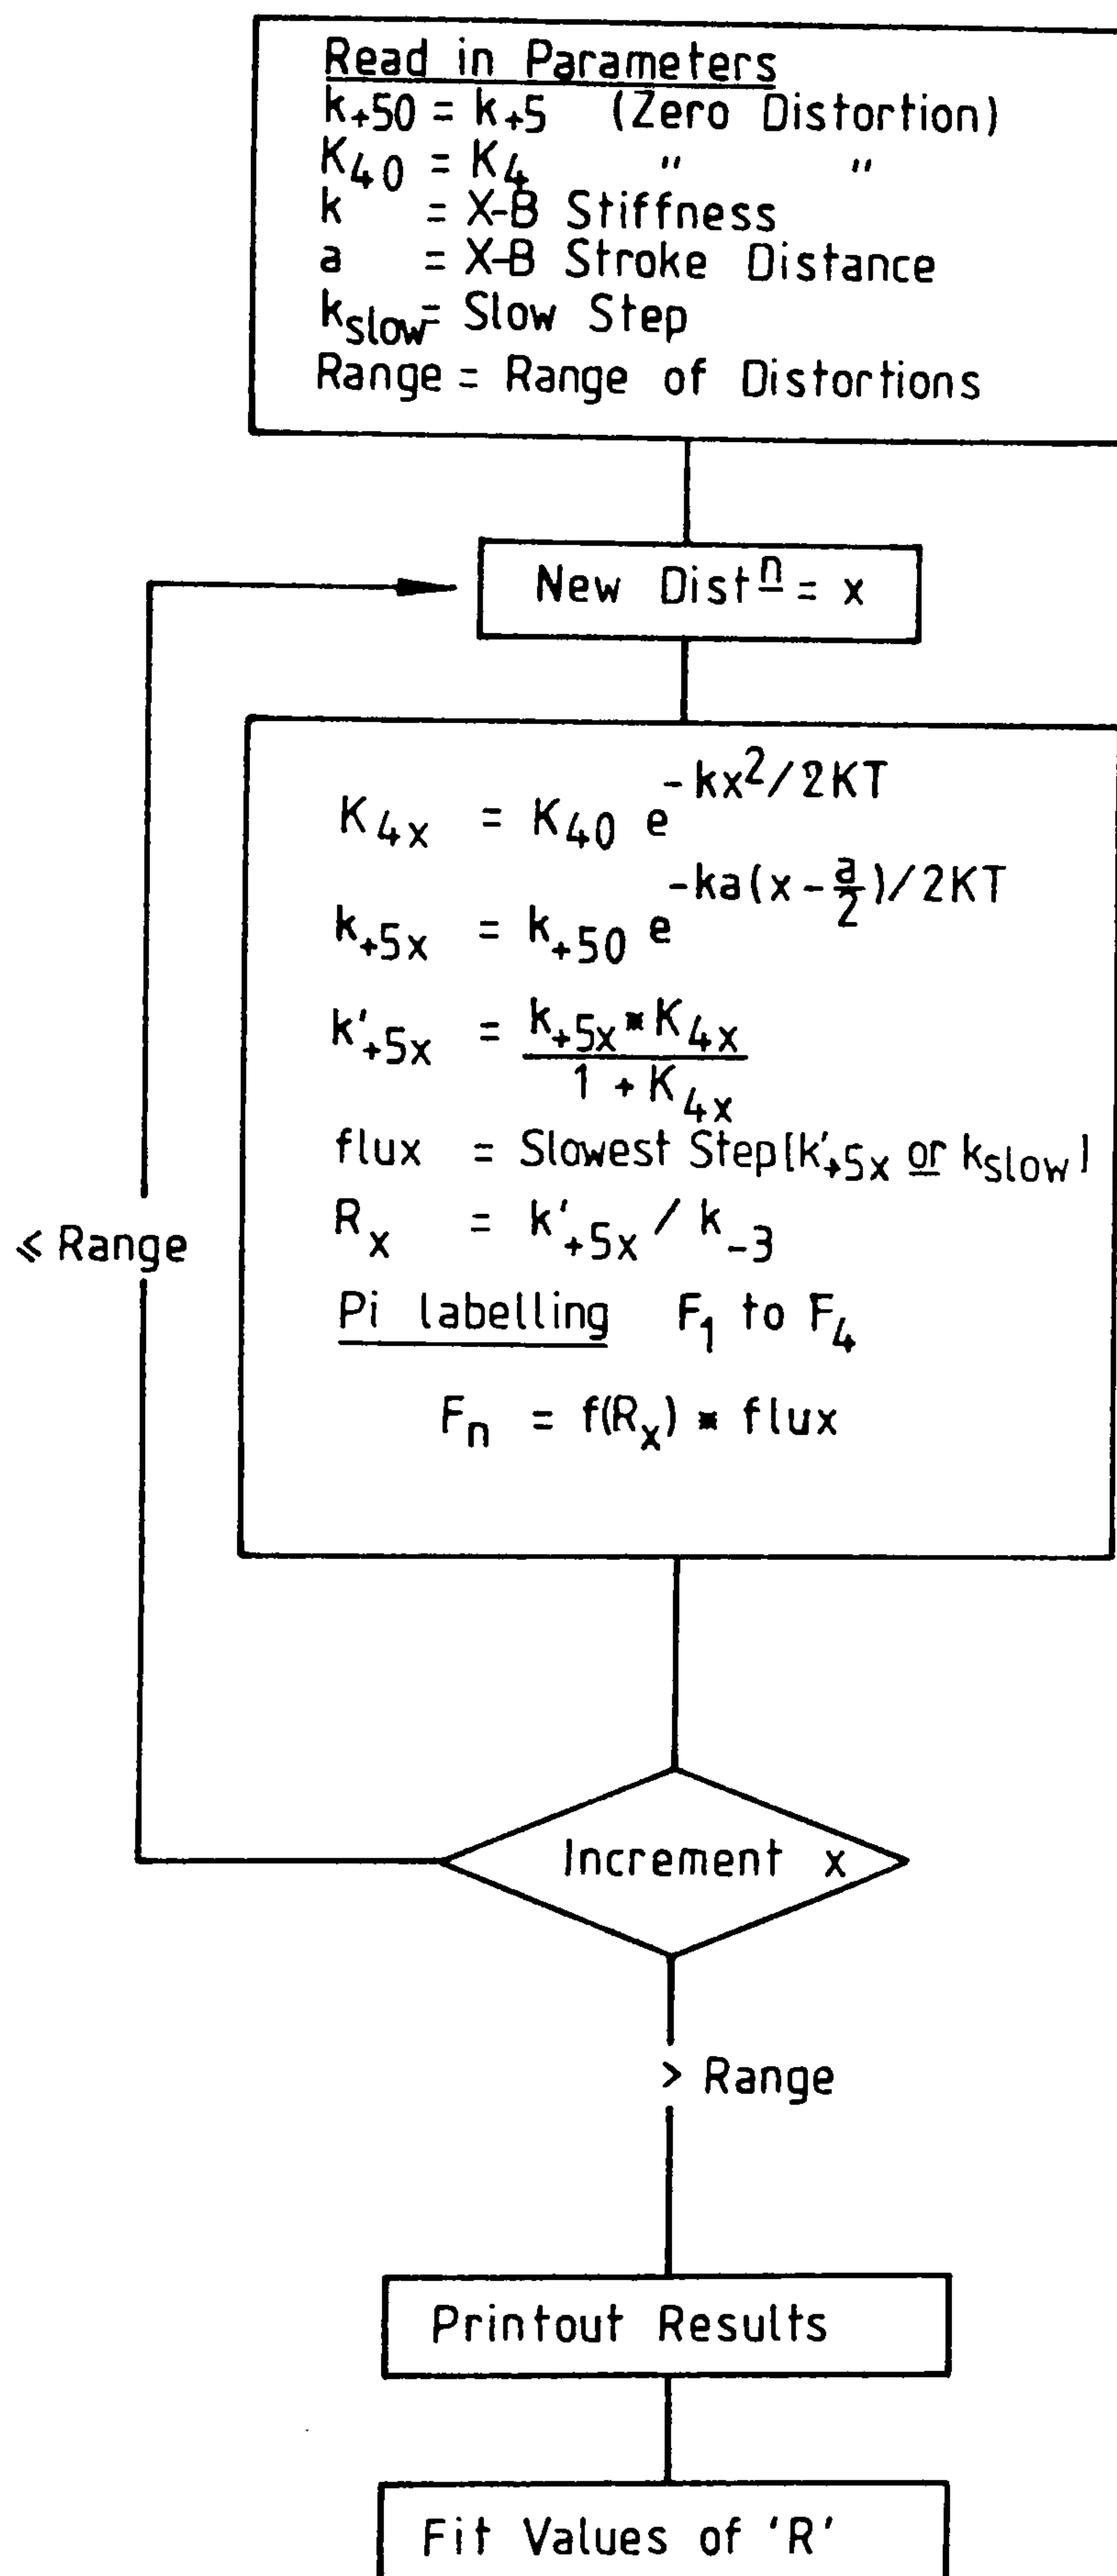 Read in Parameters
k₊₅₀ = k₊₅ (Zero Distortion)
K₄₀ = K₄ " "
k = X-B Stiffness
a = X-B Stroke Distance
k_slow = Slow Step
Range = Range of Distortions
New Distⁿ = x
K₄ₓ = K₄₀ e^(-kx²/2KT)
k₊₅ₓ = k₊₅₀ e^(-ka(x-a/2)/2KT)
k'₊₅ₓ = k₊₅ₓ * K₄ₓ / 1 + K₄ₓ
flux = Slowest Step [k'₊₅ₓ or k_slow]
Rₓ = k'₊₅ₓ / k₋₃
Pi labelling F₁ to F₄
Fₙ = f(Rₓ) * flux
≤ Range
Increment x
> Range
Printout Results
Fit Values of 'R'